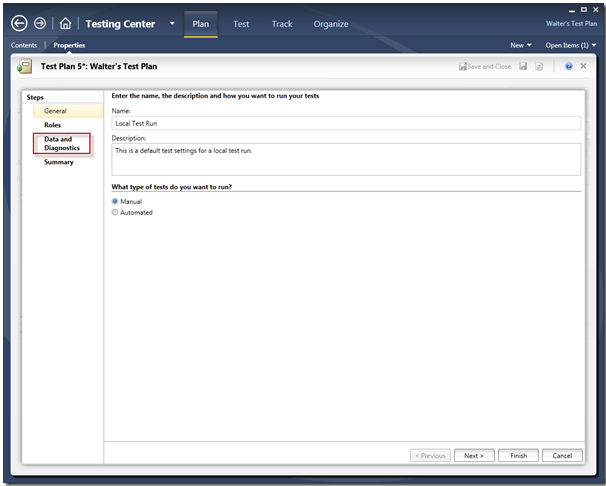 Testing Center
Plan
Test
Track
Organize
Walter's Test Plan
Contents
Properties
New
Open Items (1)
Test Plan 5*: Walter's Test Plan
Save and Close
Steps
General
Roles
Data and
Diagnostics
Summary
Enter the name, the description and how you want to run your tests
Name:
Local Test Run
Description:
This is a default test settings for a local test run.
What type of tests do you want to run?
Manual
Automated
< Previous
Next >
Finish
Cancel